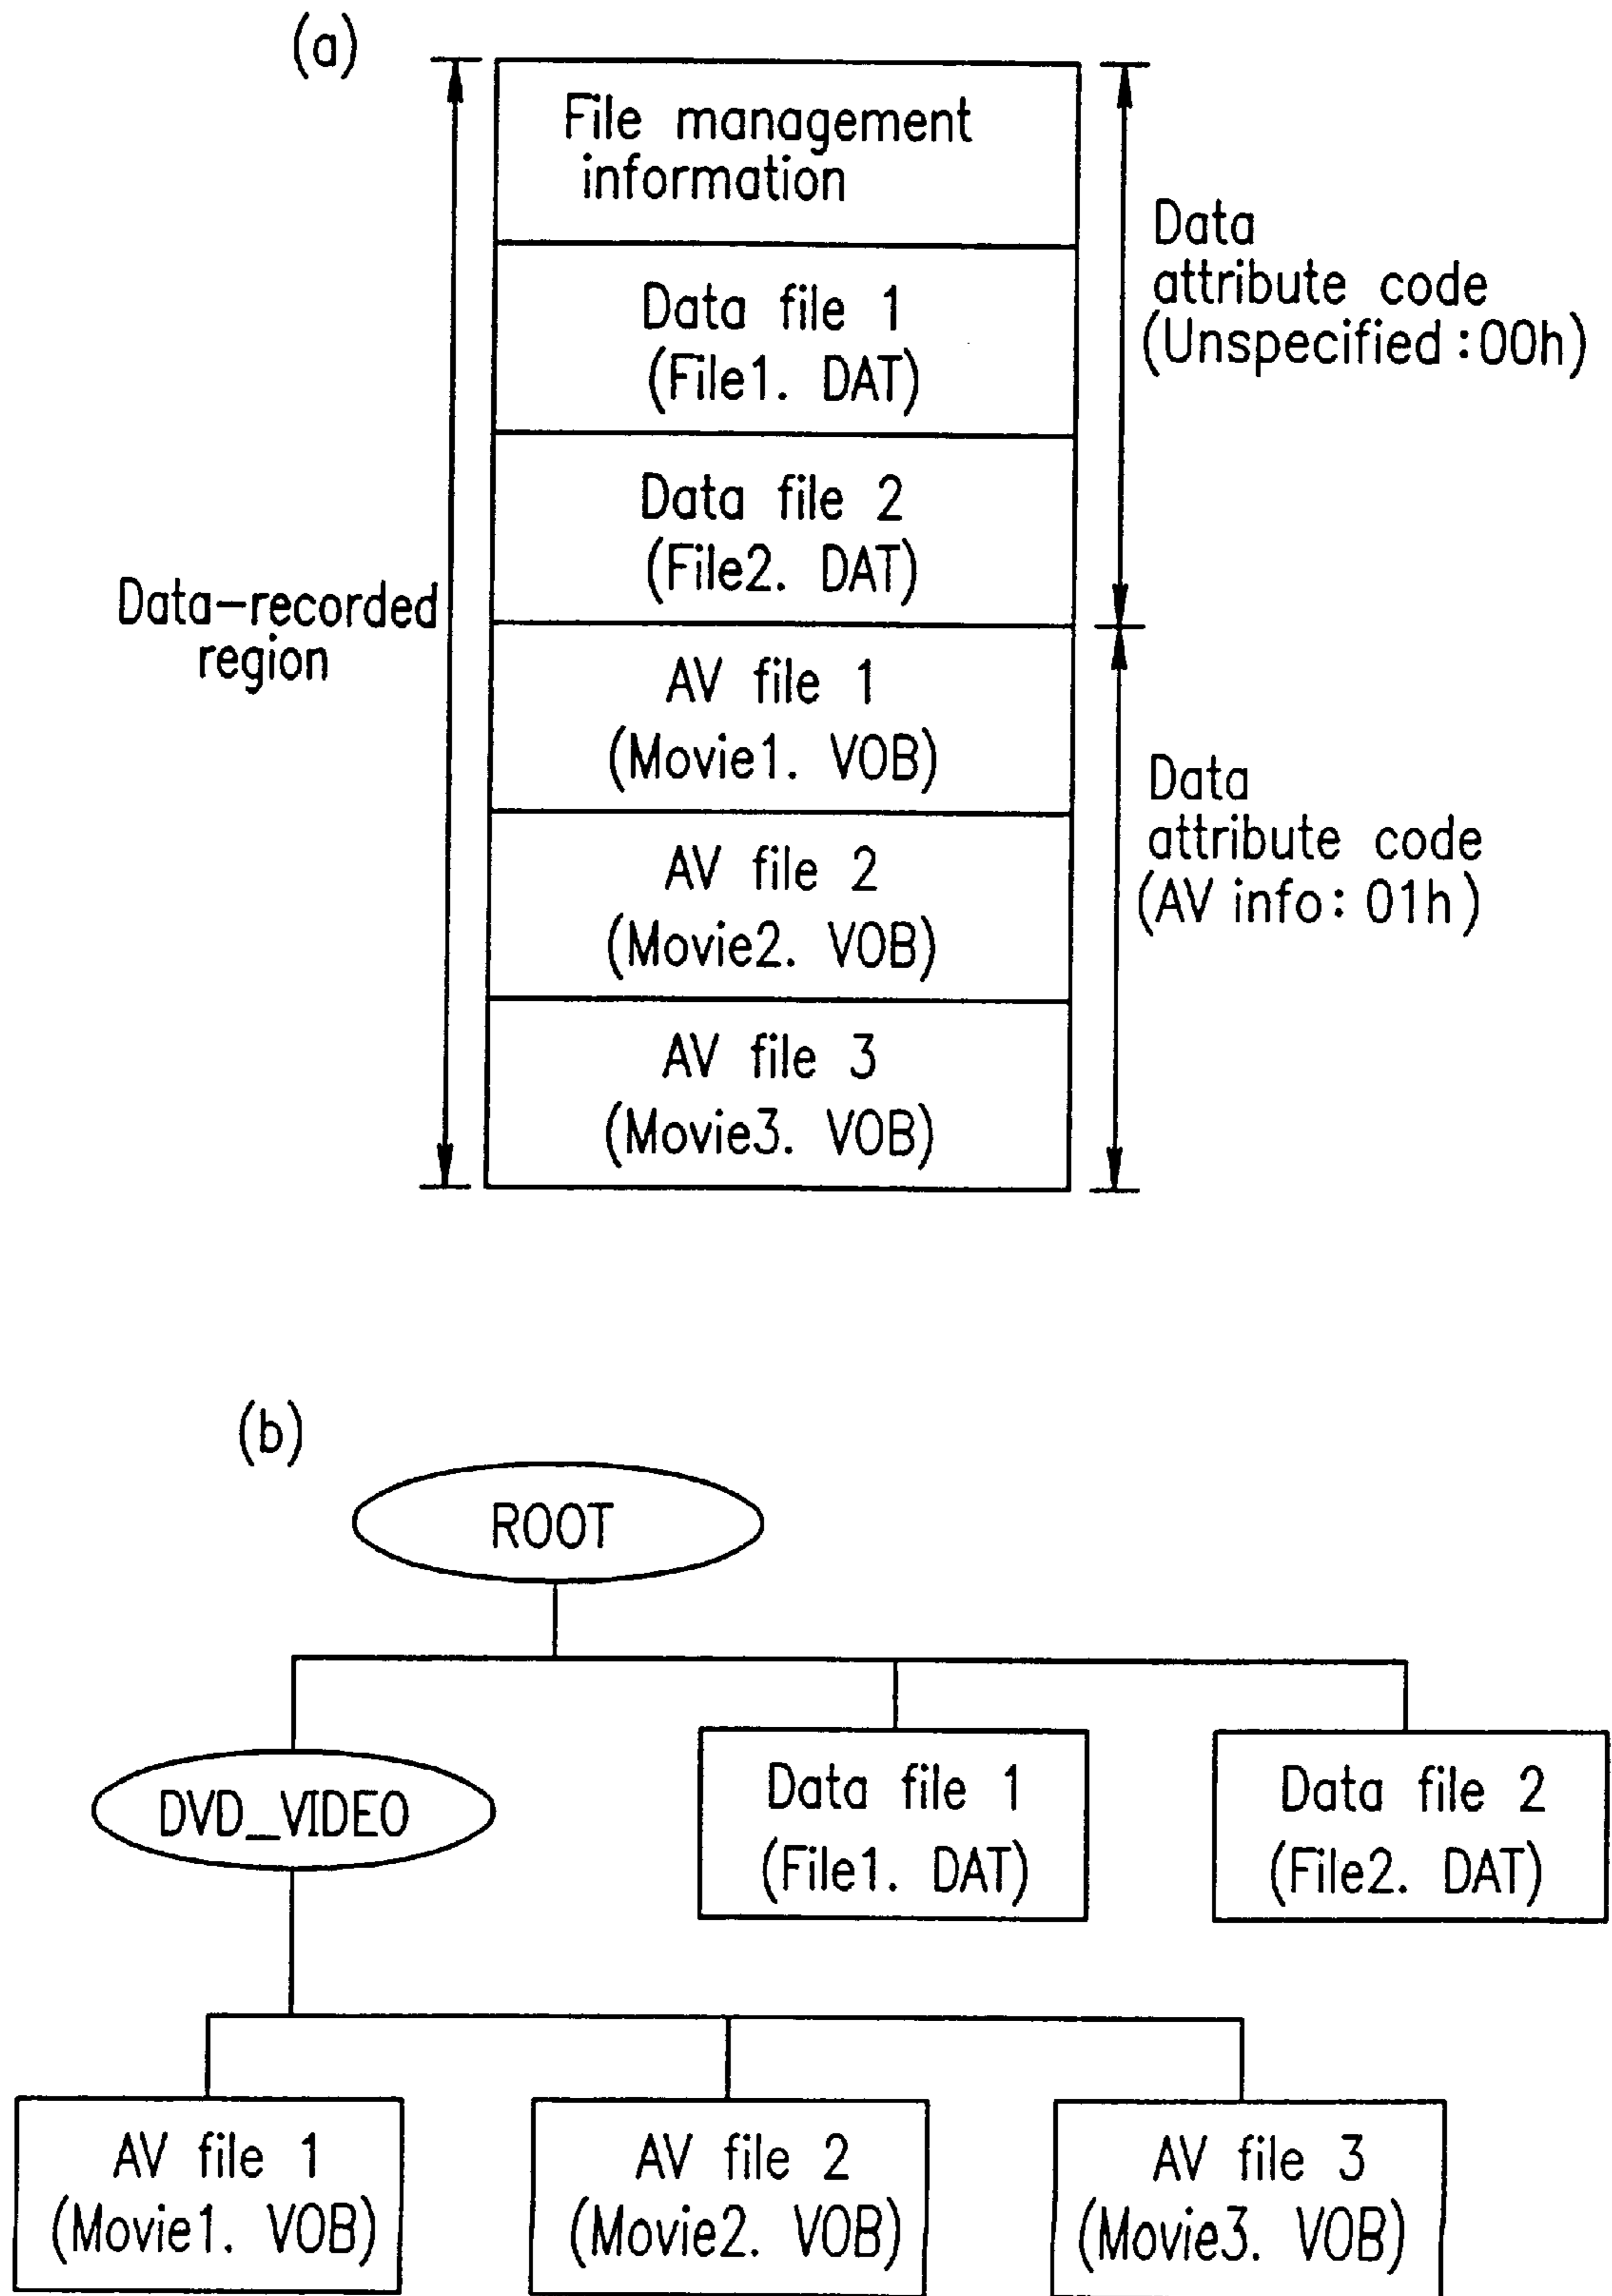 (a)
File management
information
Data file 1
(File1. DAT)
Data file 2
(File2. DAT)
AV file 1
(Movie1. VOB)
AV file 2
(Movie2. VOB)
AV file 3
(Movie3. VOB)
Data-recorded
region
Data
attribute code
(Unspecified:00h)
Data
attribute code
(AV info: 01h)
(b)
ROOT
DVD_VIDEO
Data file 1
(File1. DAT)
Data file 2
(File2. DAT)
AV file 1
(Movie1. VOB)
AV file 2
(Movie2. VOB)
AV file 3
(Movie3. VOB)